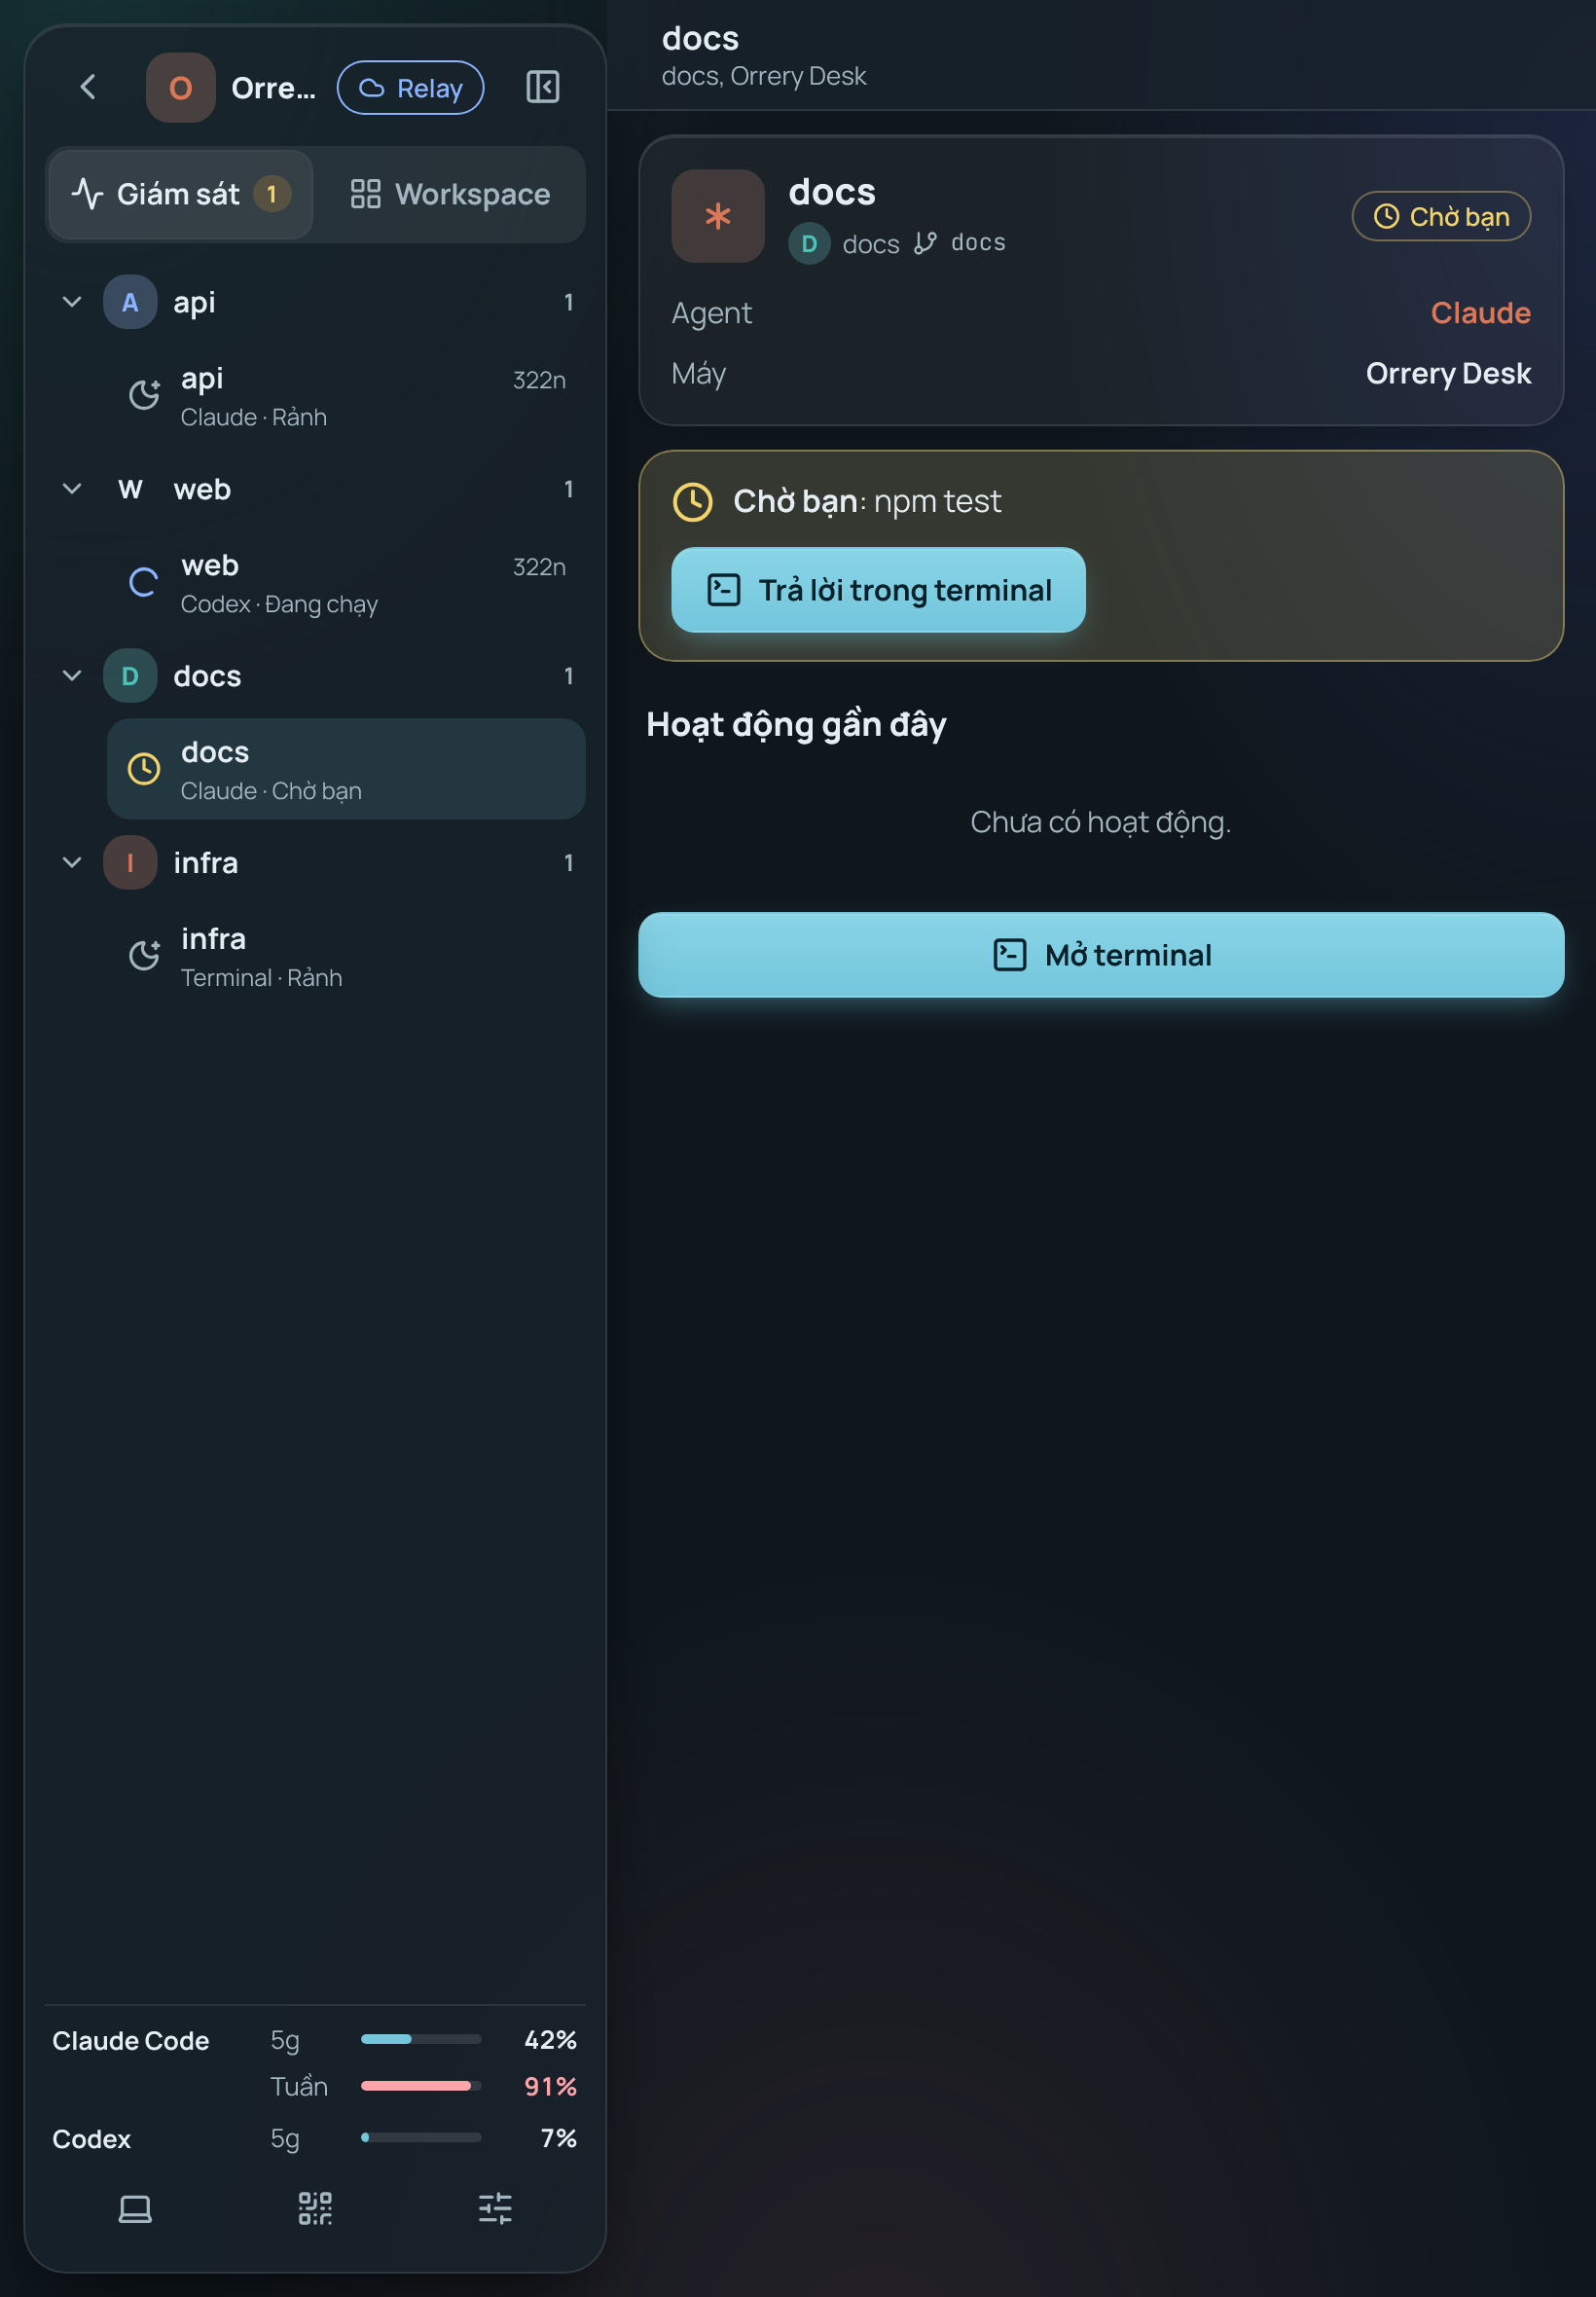 O Orre... Relay
Giám sát 1 Workspace
A api 1
api 322n
Claude · Rảnh
W web 1
web 322n
Codex · Đang chạy
D docs 1
docs
Claude · Chờ bạn
I infra 1
infra
Terminal · Rảnh
Claude Code 5g 42%
Tuần 91%
Codex 5g 7%
docs
docs, Orrery Desk
docs
D docs docs
Chờ bạn
Agent Claude
Máy Orrery Desk
Chờ bạn: npm test
Trả lời trong terminal
Hoạt động gần đây
Chưa có hoạt động.
Mở terminal